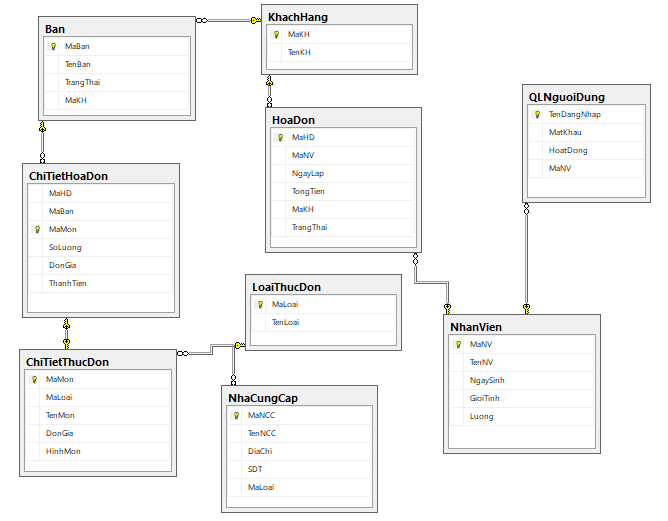 Ban
MaBan
TenBan
TrangThai
MaKH
KhachHang
MaKH
TenKH
HoaDon
MaHD
MaNV
NgayLap
TongTien
MaKH
TrangThai
QLNguoiDung
TenDangNhap
MatKhau
HoatDong
MaNV
ChiTietHoaDon
MaHD
MaBan
MaMon
SoLuong
DonGia
ThanhTien
LoaiThucDon
MaLoai
TenLoai
NhanVien
MaNV
TenNV
NgaySinh
GioiTinh
Luong
ChiTietThucDon
MaMon
MaLoai
TenMon
DonGia
HinhMon
NhaCungCap
MaNCC
TenNCC
DiaChi
SDT
MaLoai